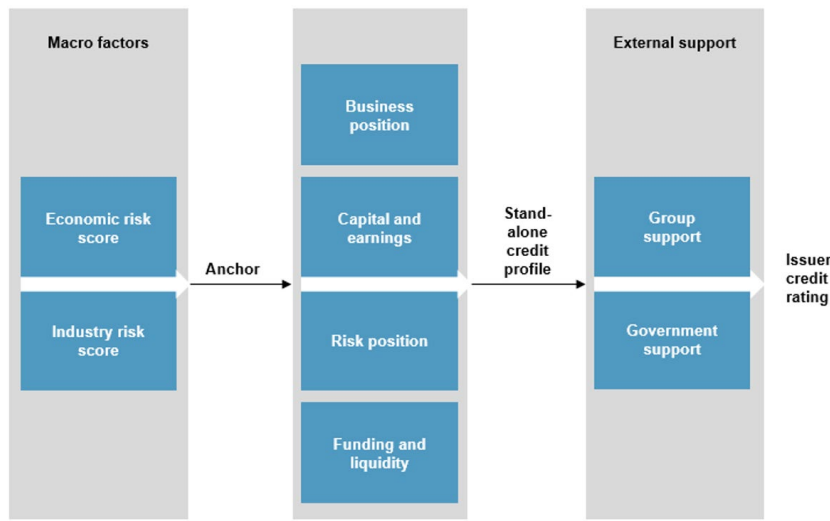 Macro factors
Economic risk
score
Industry risk
score
Anchor
Business
position
Capital and
earnings
Risk position
Funding and
liquidity
Stand-
alone
credit
profile
External support
Group
support
Government
support
Issuer
credit
rating